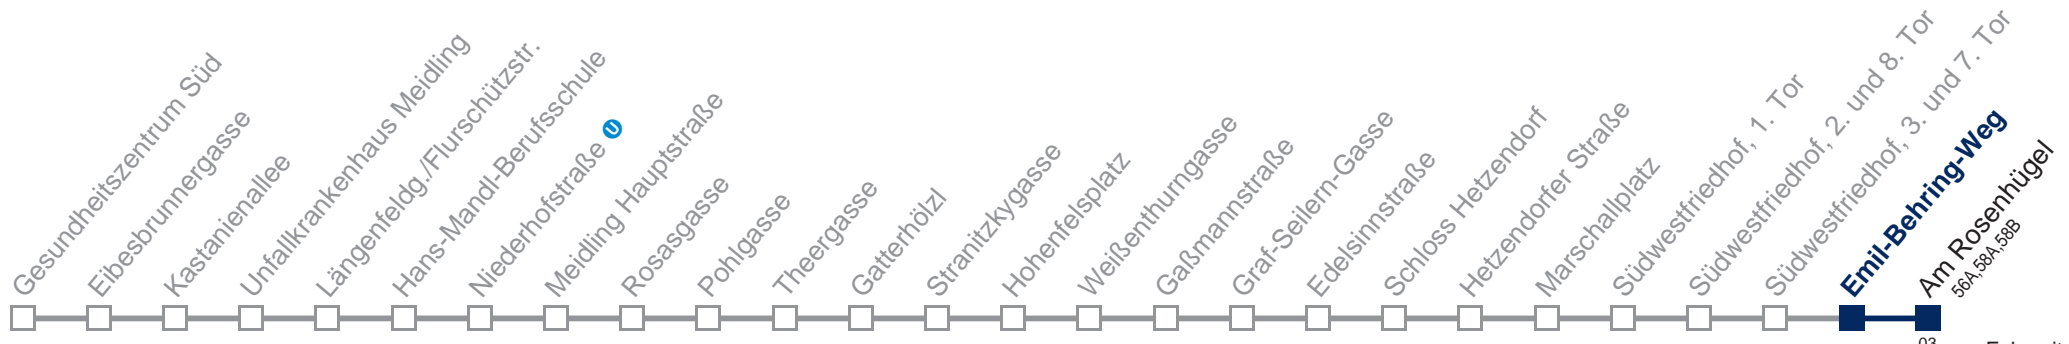 Gesundheitszentrum Süd
Eibesbrunnergasse
Kastanienallee
Unfallkrankenhaus Meidling
Längenfeldg./Flurschützstr.
Hans-Mandl-Berufsschule
Niederhofstraße U
Meidling Hauptstraße
Rosasgasse
Pohlgasse
Theergasse
Gatterhölzl
Stranitzkygasse
Hohenfelsplatz
Weißenthurngasse
Gaßmannstraße
Graf-Seilern-Gasse
Edelsinnstraße
Schloss Hetzendorf
Hetzendorfer Straße
Marschallplatz
Südwestfriedhof, 1. Tor
Südwestfriedhof, 2. und 8. Tor
Südwestfriedhof, 3. und 7. Tor
Emil-Behring-Weg
Am Rosenhügel
56A,58A,58B